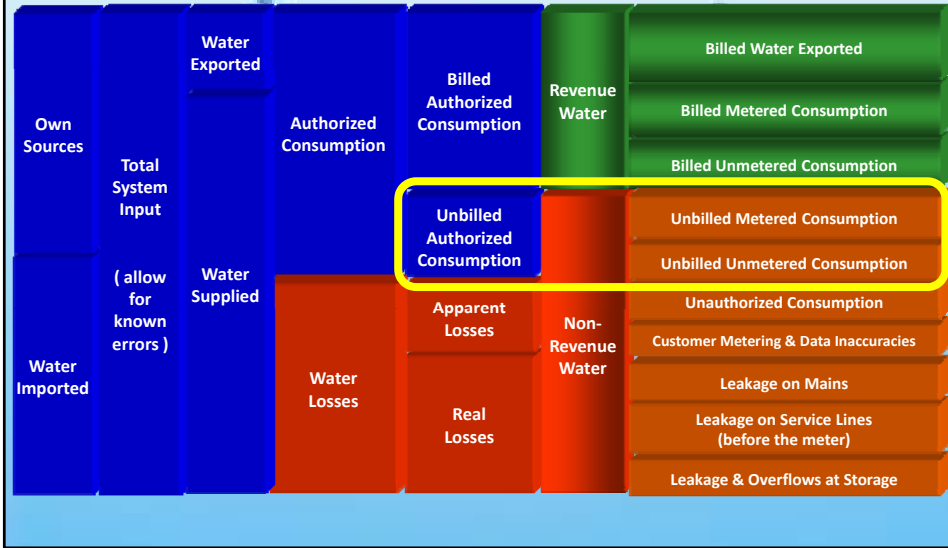 Own
Sources
Water
Imported
Total
System
Input
( allow
for
known
errors )
Water
Exported
Water
Supplied
Authorized
Consumption
Water
Losses
Billed
Authorized
Consumption
Unbilled
Authorized
Consumption
Apparent
Losses
Real
Losses
Revenue
Water
Non-
Revenue
Water
Billed Water Exported
Billed Metered Consumption
Billed Unmetered Consumption
Unbilled Metered Consumption
Unbilled Unmetered Consumption
Unauthorized Consumption
Customer Metering & Data Inaccuracies
Leakage on Mains
Leakage on Service Lines
(before the meter)
Leakage & Overflows at Storage